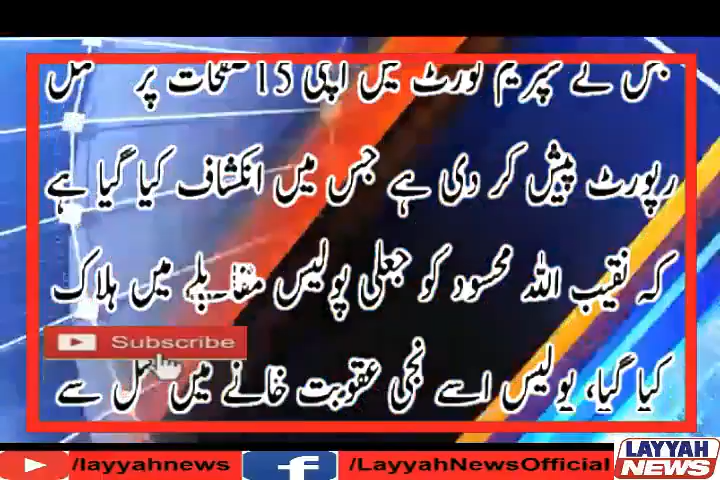 جس نے سپریم کورٹ میں اپنی 15 صفحات پر
رپورٹ پیش کر دی ہے جس میں انکشاف کیا گیا ہے
کہ نقیب اللہ محسود کو جعلی پولیس مقابلے میں ہلاک
کیا گیا، پولیس اسے نجی عقوبت خانے میں سے
Subscribe
/layyahnews
/LayyahNewsOfficial
LAYYAH
NEWS